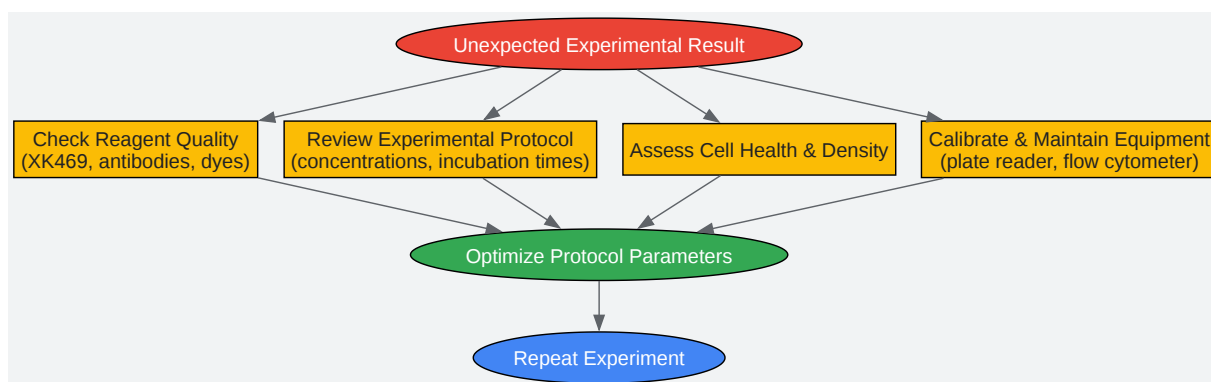 Unexpected Experimental Result
Check Reagent Quality
(XK469, antibodies, dyes)
Review Experimental Protocol
(concentrations, incubation times)
Assess Cell Health & Density
Calibrate & Maintain Equipment
(plate reader, flow cytometer)
Optimize Protocol Parameters
Repeat Experiment